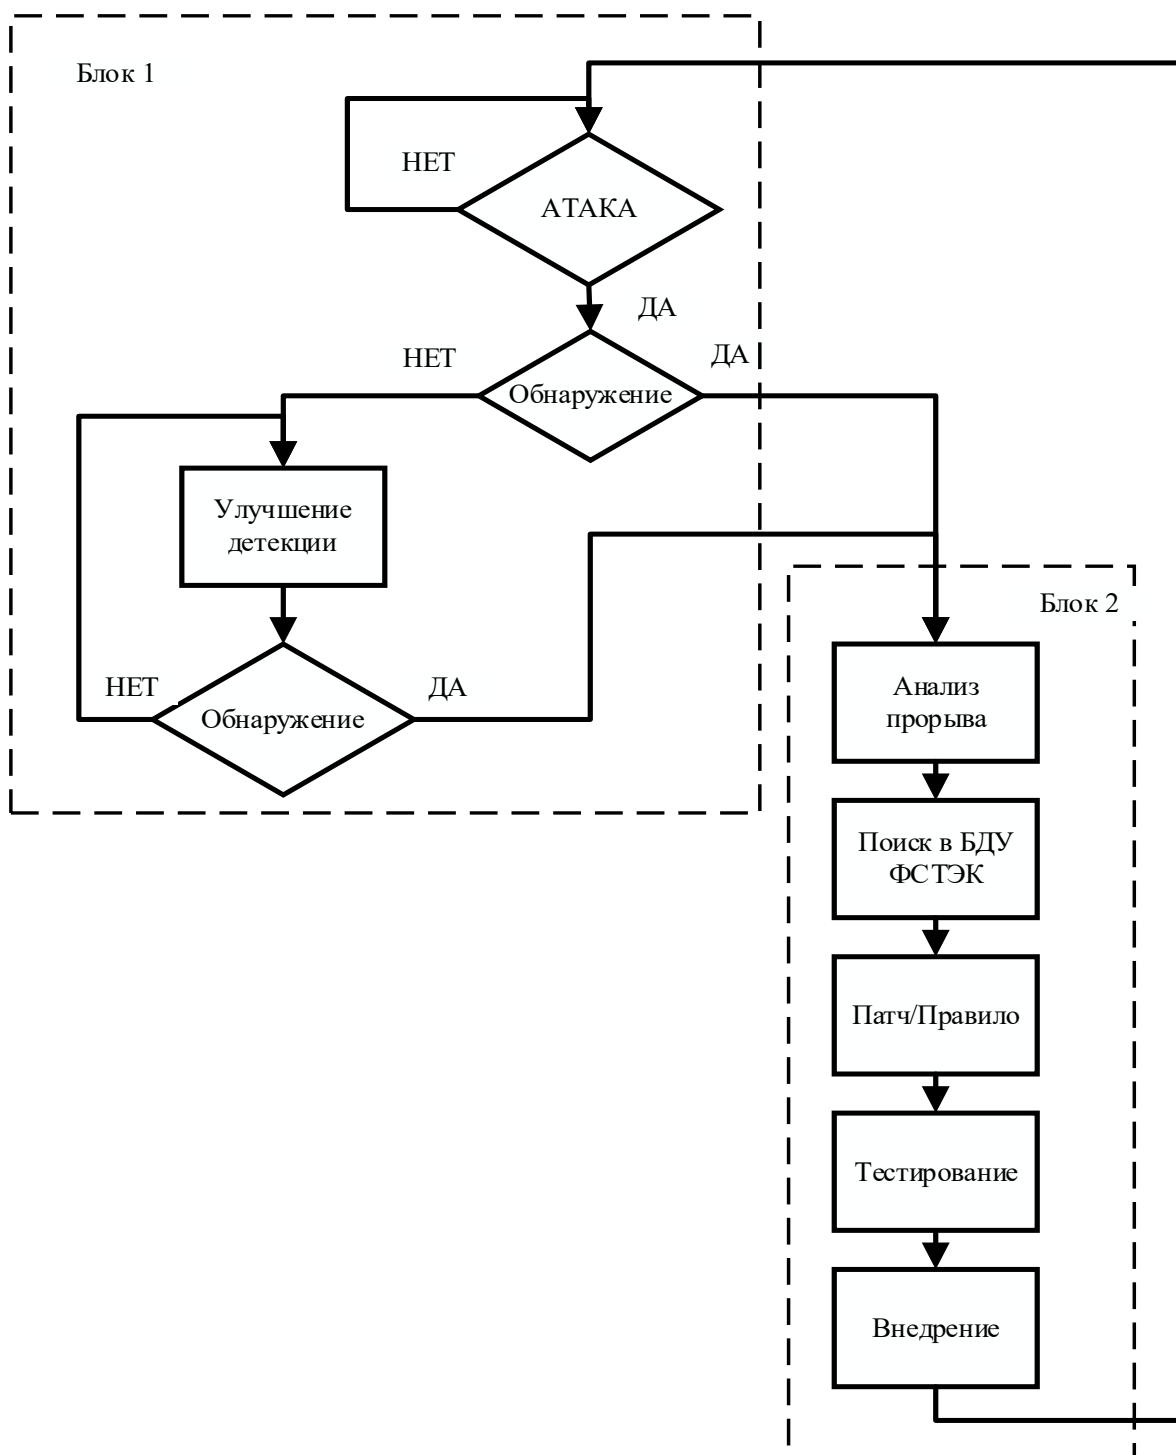 Блок 1
НЕТ
АТАКА
ДА
НЕТ
ДА
Обнаружение
Улучшение
детекции
Блок 2
НЕТ
ДА
Обнаружение
Анализ
прорыва
Поиск в БДУ
ФСТЭК
Патч/Правило
Тестирование
Внедрение